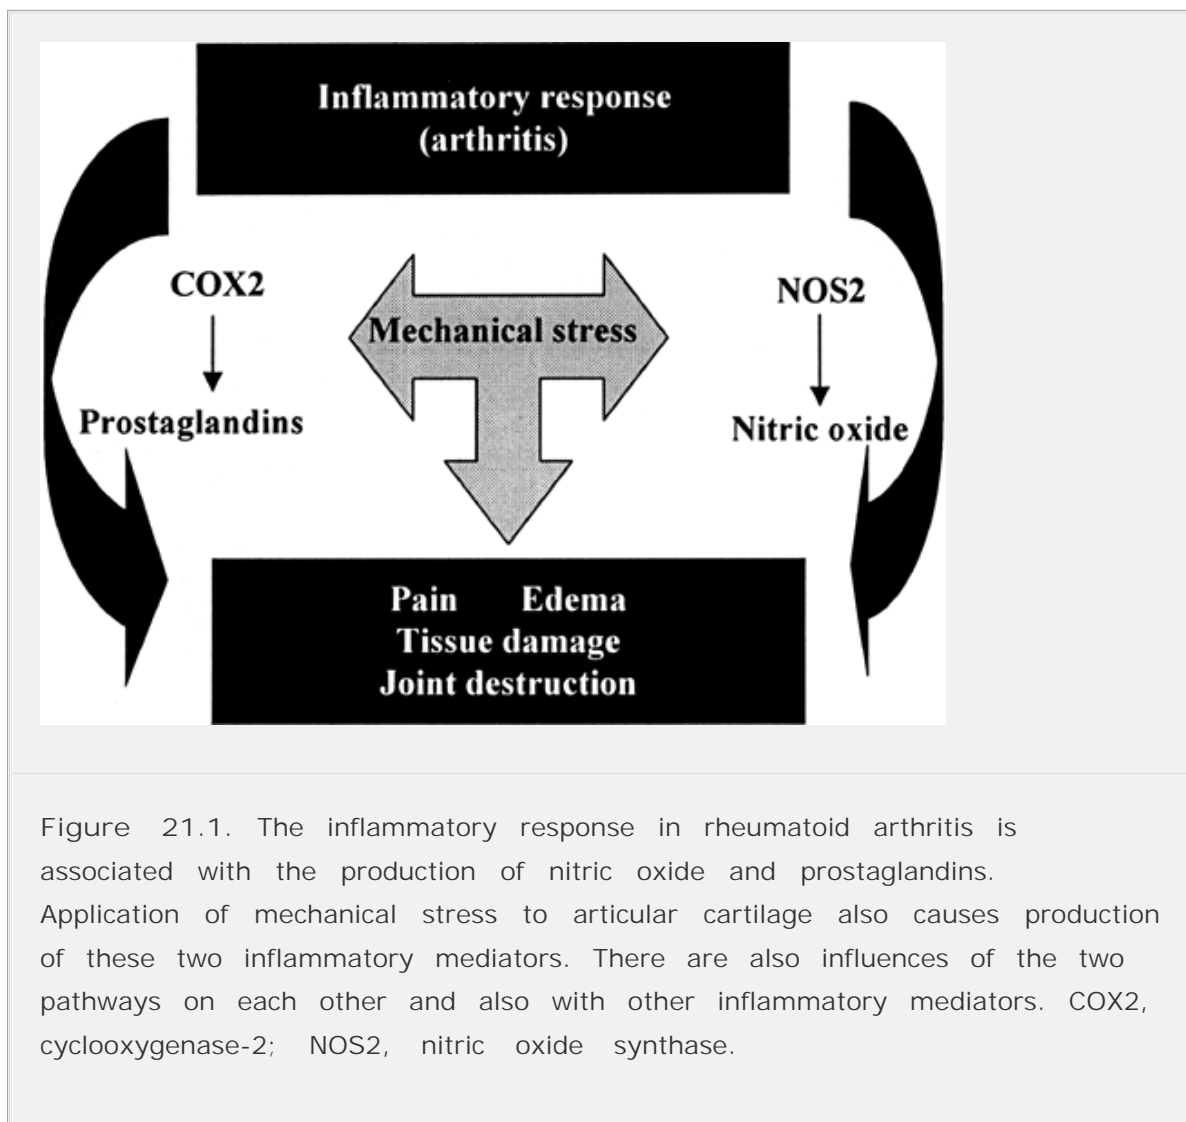 Inflammatory response
(arthritis)
COX2
NOS2
Mechanical stress
Prostaglandins
Nitric oxide
Pain Edema
Tissue damage
Joint destruction
Figure 21.1. The inflammatory response in rheumatoid arthritis is
associated with the production of nitric oxide and prostaglandins.
Application of mechanical stress to articular cartilage also causes production
of these two inflammatory mediators. There are also influences of the two
pathways on each other and also with other inflammatory mediators. COX2,
cyclooxygenase-2; NOS2, nitric oxide synthase.